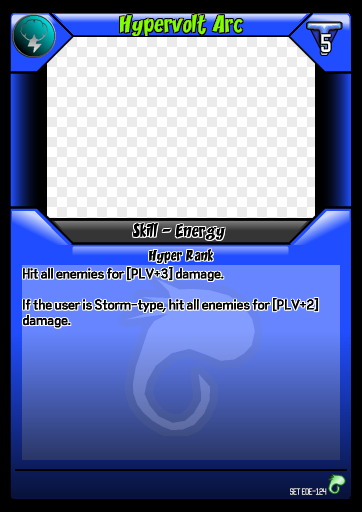 Hypervolt Arc
5
Skill - Energy
Hyper Rank
Hit all enemies for [PLV+3] damage.
If the user is Storm-type, hit all enemies for [PLV+2]
damage.
SET EOE-124